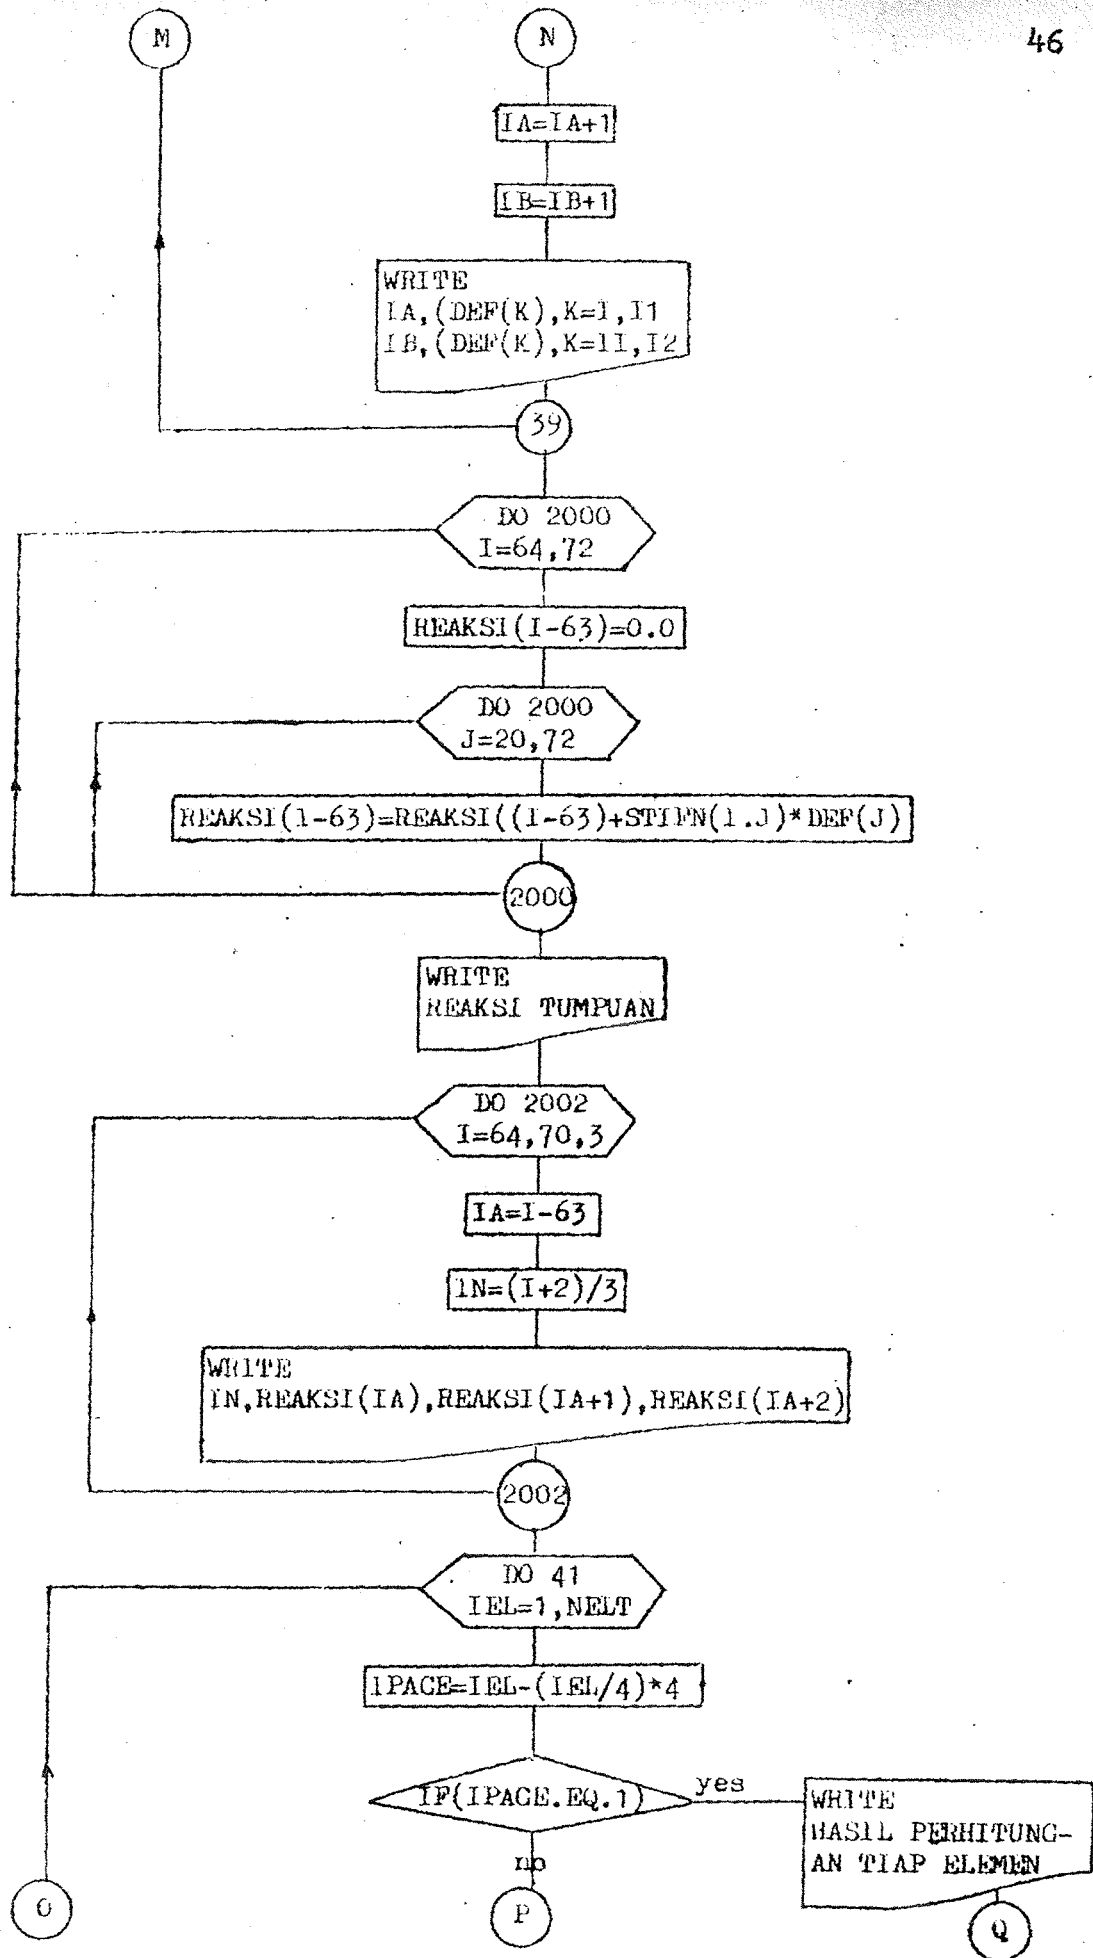 46
M
N
IA=IA+1
IB=IB+1
WRITE
IA,(DEF(K),K=I,I1
IB,(DEF(K),K=II,I2
39
DO 2000
I=64,72
REAKSI(I-63)=0.0
DO 2000
J=20,72
REAKSI(I-63)=REAKSI((I-63)+STIFN(I.J)*DEF(J)
2000
WRITE
REAKSI TUMPUAN
DO 2002
I=64,70,3
IA=I-63
IN=(I+2)/3
WRITE
IN,REAKSI(IA),REAKSI(IA+1),REAKSI(IA+2)
2002
DO 41
IEL=1,NELT
IPAGE=IEL-(IEL/4)*4
IF(IPAGE.EQ.1)
yes
WRITE
HASIL PERHITUNG-
AN TIAP ELEMEN
no
O
P
Q